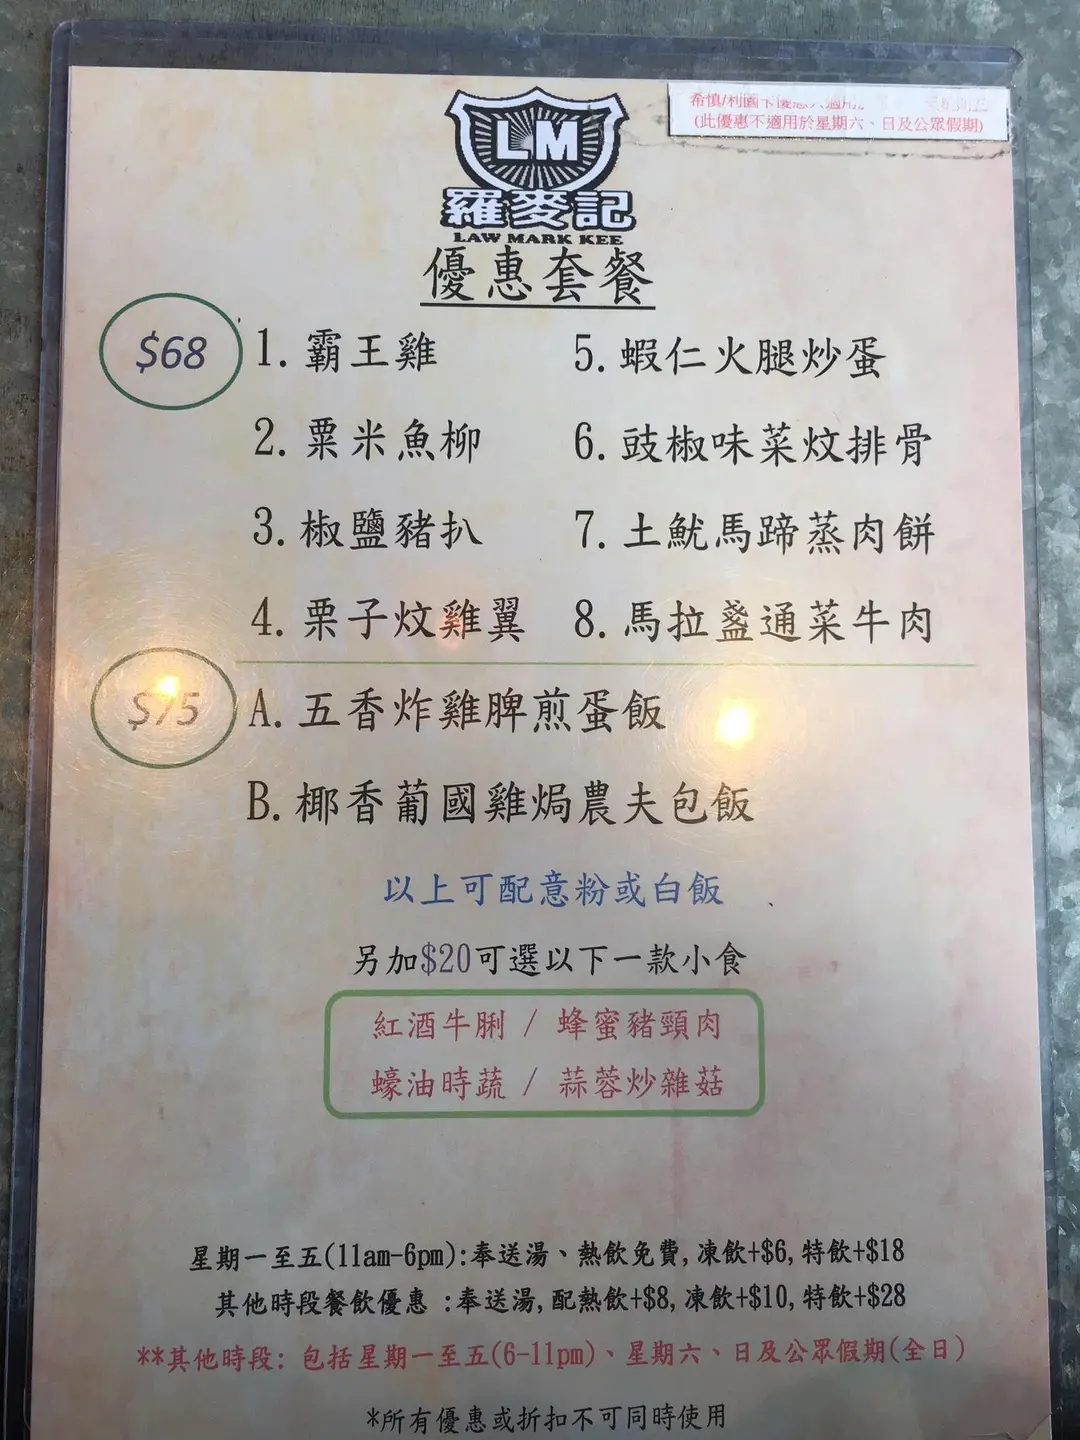 希慎/利園卡優惠
(此優惠不適用於星期六、日及公眾假期)
LM
羅麥記
LAW MARK KEE
優惠套餐
$68
1. 霸王雞
2. 粟米魚柳
3. 椒鹽豬扒
4. 栗子炆雞翼
5. 蝦仁火腿炒蛋
6. 豉椒味菜炆排骨
7. 土魷馬蹄蒸肉餅
8. 馬拉盞通菜牛肉
$75
A. 五香炸雞脾煎蛋飯
B. 椰香葡國雞焗農夫包飯
以上可配意粉或白飯
另加$20可選以下一款小食
紅酒牛脷 / 蜂蜜豬頸肉
蠔油時蔬 / 蒜蓉炒雜菇
星期一至五(11am-6pm):奉送湯、熱飲免費, 凍飲+$6, 特飲+$18
其他時段餐飲優惠 :奉送湯, 配熱飲+$8, 凍飲+$10, 特飲+$28
**其他時段: 包括星期一至五(6-11pm)、星期六、日及公眾假期(全日)
*所有優惠或折扣不可同時使用